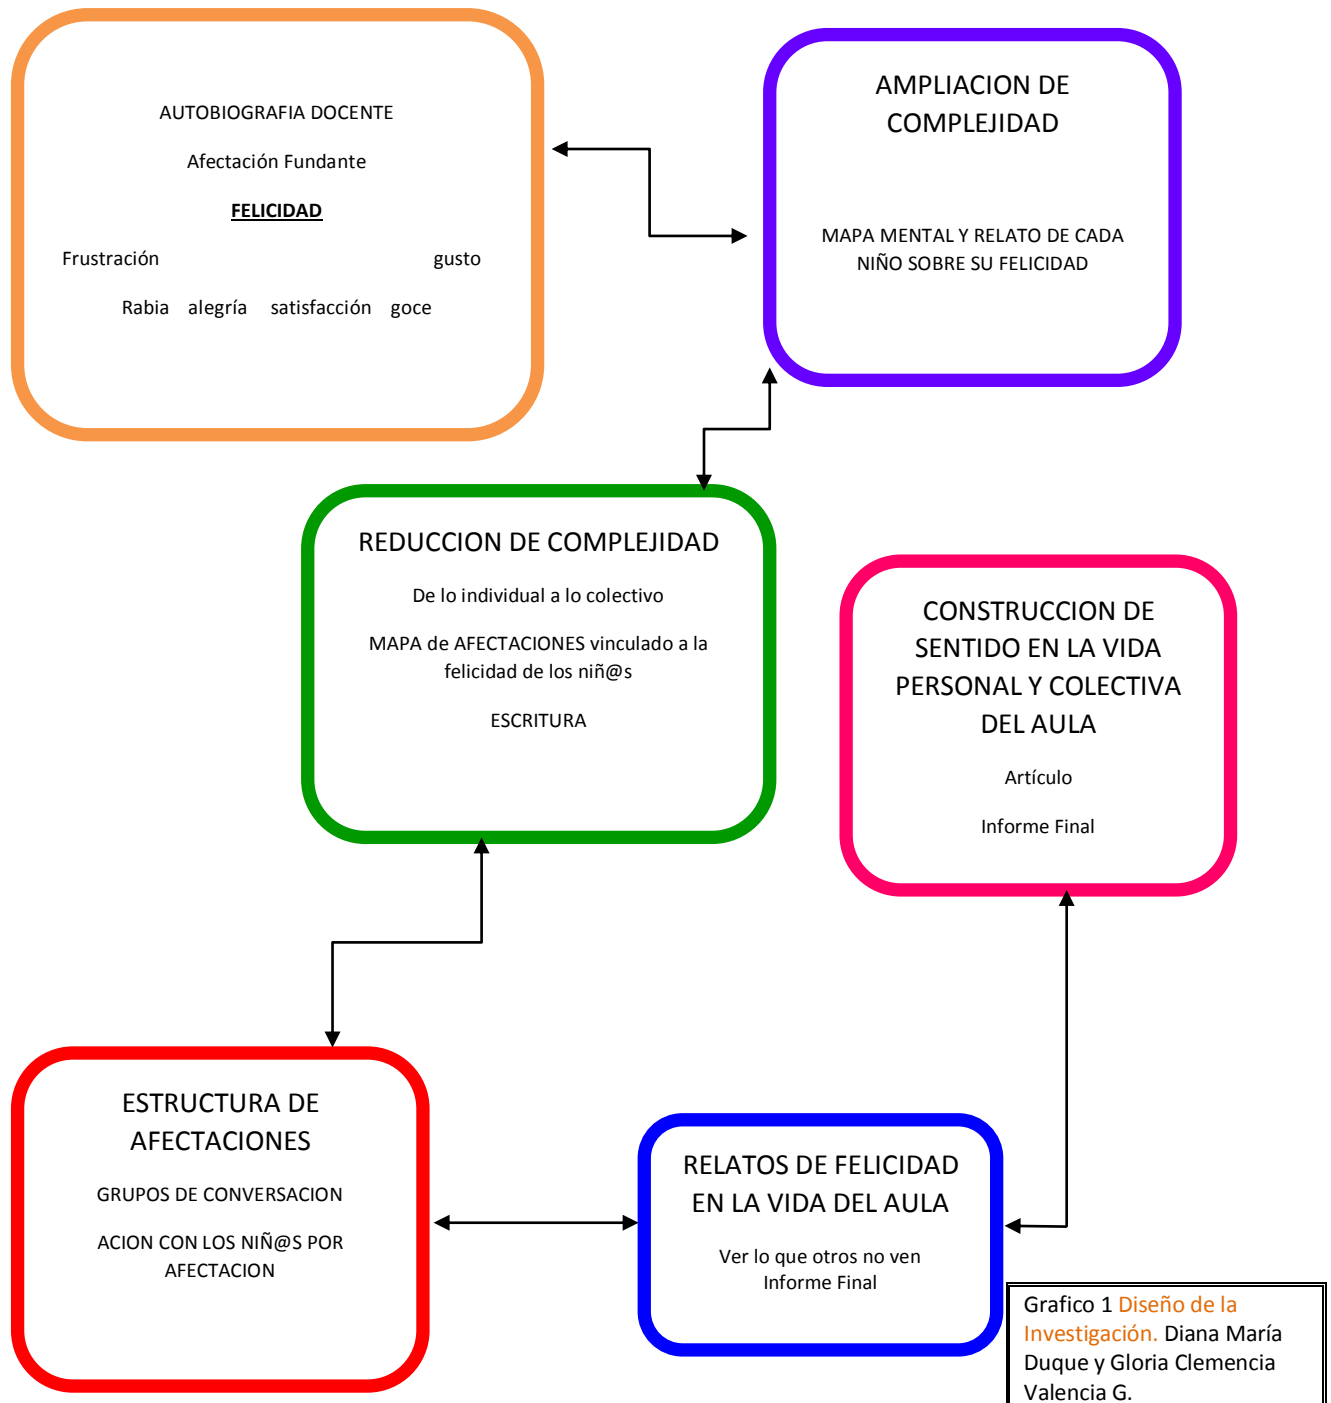 AUTOBIOGRAFIA DOCENTE
Afectación Fundante
FELICIDAD
Frustración gusto
Rabia alegría satisfacción goce
AMPLIACION DE
COMPLEJIDAD
MAPA MENTAL Y RELATO DE CADA
NIÑO SOBRE SU FELICIDAD
REDUCCION DE COMPLEJIDAD
De lo individual a lo colectivo
MAPA de AFECTACIONES vinculado a la
felicidad de los niñ@s
ESCRITURA
CONSTRUCCION DE
SENTIDO EN LA VIDA
PERSONAL Y COLECTIVA
DEL AULA
Artículo
Informe Final
ESTRUCTURA DE
AFECTACIONES
GRUPOS DE CONVERSACION
ACION CON LOS NIÑ@S POR
AFECTACION
RELATOS DE FELICIDAD
EN LA VIDA DEL AULA
Ver lo que otros no ven
Informe Final
Grafico 1 Diseño de la
Investigación. Diana María
Duque y Gloria Clemencia
Valencia G.